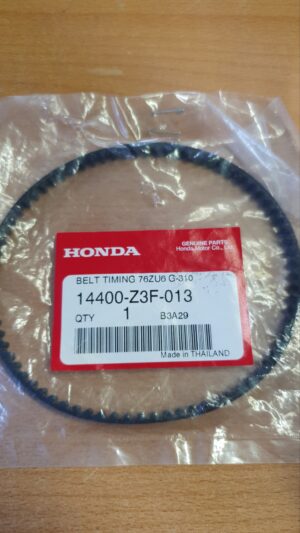 HONDA
GENUINE PARTS
Honda Motor Co., Ltd.
BELT TIMING 76ZU6 G-310
14400-Z3F-013
QTY 1 B3A29
Made in THAILAND